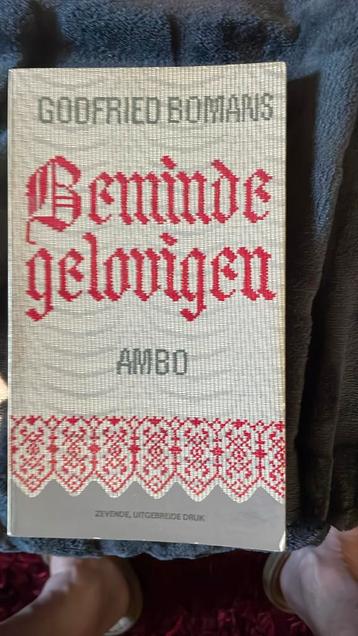 GODFRIED BOMANS
Beminde
gelovigen
AMBO
ZEVENDE, UITGEBREIDE DRUK